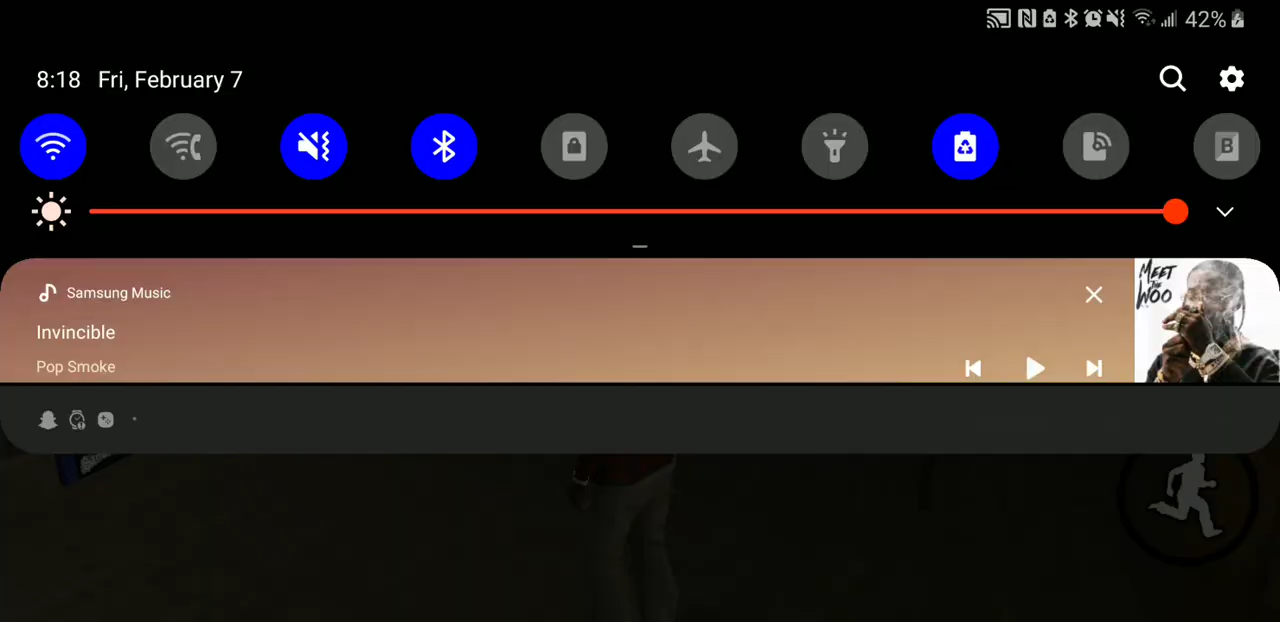 42%
8:18 Fri, February 7
B
Samsung Music
Invincible
Pop Smoke
MEET
THE
WOO